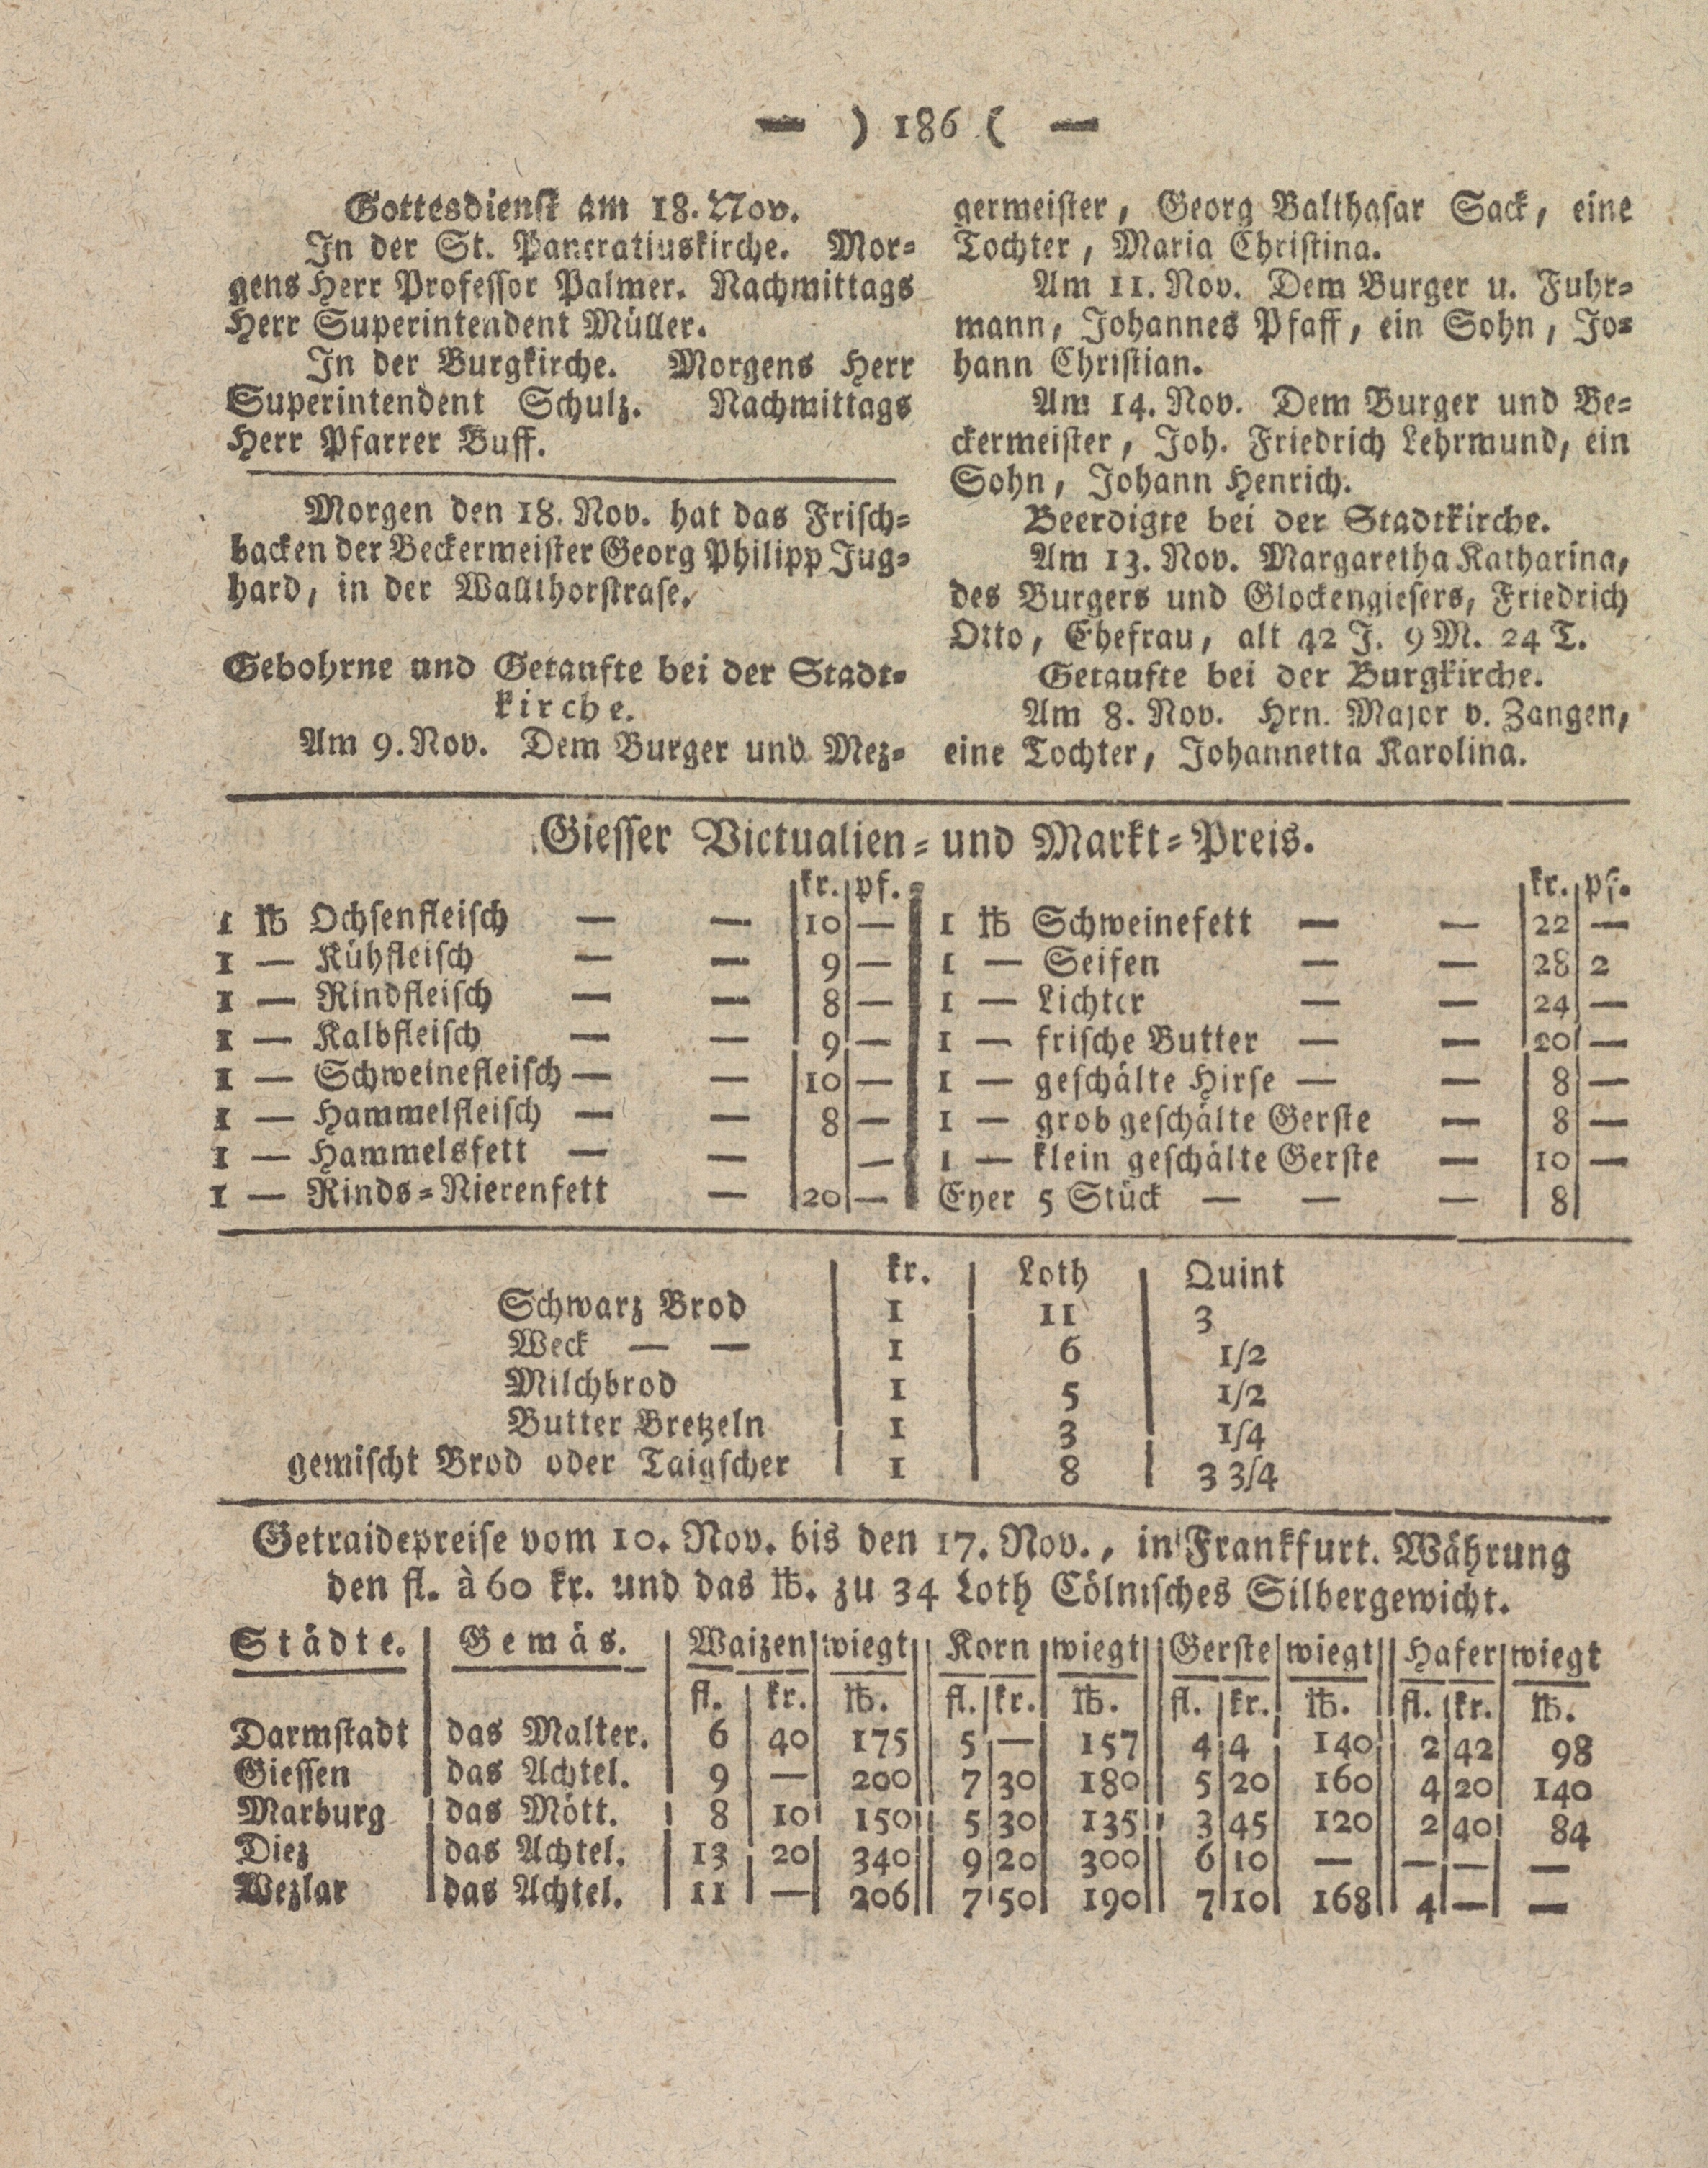 — ) 186 ( —
Gottesdienst am 18. Nov.
In der St. Pancratiuskirche. Mor-
gens Herr Professor Palmer. Nachmittags
Herr Superintendent Müller.
In der Burgkirche. Morgens Herr
Superintendent Schulz. Nachmittags
Herr Pfarrer Buff.
Morgen den 18. Nov. hat das Frisch-
backen der Beckermeister Georg Philipp Jug-
hard, in der Wallthorstrase.
Gebohrne und Getaufte bei der Stadt-
kirche.
Am 9. Nov. Dem Burger und Mez-
germeister, Georg Balthasar Sack, eine
Tochter, Maria Christina.
Am 11. Nov. Dem Burger u. Fuhr-
mann, Johannes Pfaff, ein Sohn, Jo-
hann Christian.
Am 14. Nov. Dem Burger und Be-
ckermeister, Joh. Friedrich Lehrmund, ein
Sohn, Johann Henrich.
Beerdigte bei der Stadtkirche.
Am 13. Nov. Margaretha Katharina,
des Burgers und Glockengiesers, Friedrich
Otto, Ehefrau, alt 42 J. 9 M. 24 T.
Getaufte bei der Burgkirche.
Am 8. Nov. Hrn. Major v. Zangen,
eine Tochter, Johannetta Karolina.
Giesser Victualien- und Markt-Preis.
kr. pf.
1 ℔ Ochsenfleisch — — 10 —
1 — Kühfleisch — — 9 —
1 — Rindfleisch — — 8 —
1 — Kalbfleisch — — 9 —
1 — Schweinefleisch — — 10 —
1 — Hammelfleisch — — 8 —
1 — Hammelsfett — — —
1 — Rinds-Nierenfett — 20 —
kr. pf.
1 ℔ Schweinefett — — 22 —
1 — Seifen — — 28 2
1 — Lichter — — 24 —
1 — frische Butter — — 20 —
1 — geschälte Hirse — — 8 —
1 — grob geschälte Gerste — 8 —
1 — klein geschälte Gerste — 10 —
Eyer 5 Stück — — — 8
kr. Loth Quint
Schwarz Brod 1 11 3
Weck — — 1 6 1/2
Milchbrod 1 5 1/2
Butter Bretzeln 1 3 1/4
gemischt Brod oder Taigscher 1 8 3 3/4
Getraidepreise vom 10. Nov. bis den 17. Nov., in Frankfurt. Währung
den fl. à 60 kr. und das ℔. zu 34 Loth Cölnisches Silbergewicht.
Städte. Gemäs. Waizen wiegt Korn wiegt Gerste wiegt Hafer wiegt
fl. kr. ℔. fl. kr. ℔. fl. kr. ℔. fl. kr. ℔.
Darmstadt das Malter. 6 40 175 5 — 157 4 4 140 2 42 98
Giessen das Achtel. 9 — 200 7 30 180 5 20 160 4 20 140
Marburg das Mött. 8 10 150 5 30 135 3 45 120 2 40 84
Diez das Achtel. 13 20 340 9 20 300 6 10 — — — —
Wezlar das Achtel. 11 — 206 7 50 190 7 10 168 4 — —